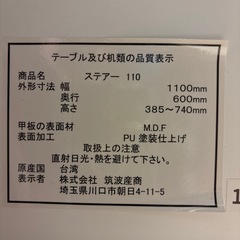 テーブル及び机類の品質表示
商品名 ステアー 110
外形寸法 幅 1100mm
奥行 600mm
高さ 385~740mm
甲板の表面材 M.D.F
表面加工 PU塗装仕上げ
取扱上の注意
直射日光・熱を避けて下さい。
原産国 台湾
表示者 株式会社 筑波産商
埼玉県川口市朝日4-11-5
1